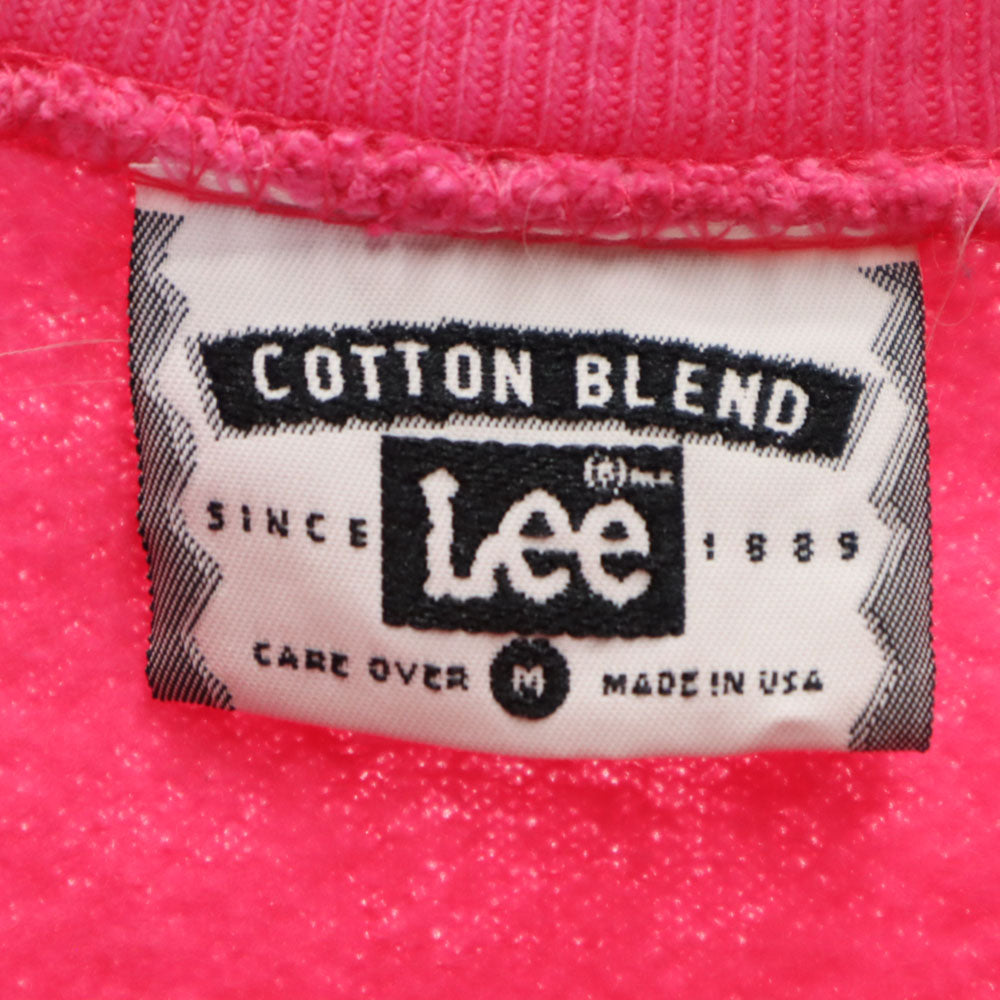 COTTON BLEND
Lee
SINCE 1889
CARE OVER M MADE IN USA